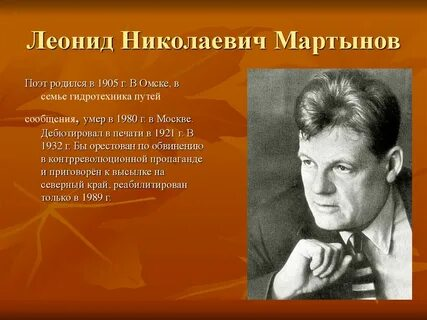 Леонид Николаевич Мартынов
Поэт родился в 1905 г. В Омске, в
семье гидротехника путей
сообщения, умер в 1980 г. в Москве.
Дебютировал в печати в 1921 г. В
1932 г. Бы орестован по обвинению
в контрреволюционной пропаганде
и приговорён к высылке на
северный край, реабилитирован
только в 1989 г.